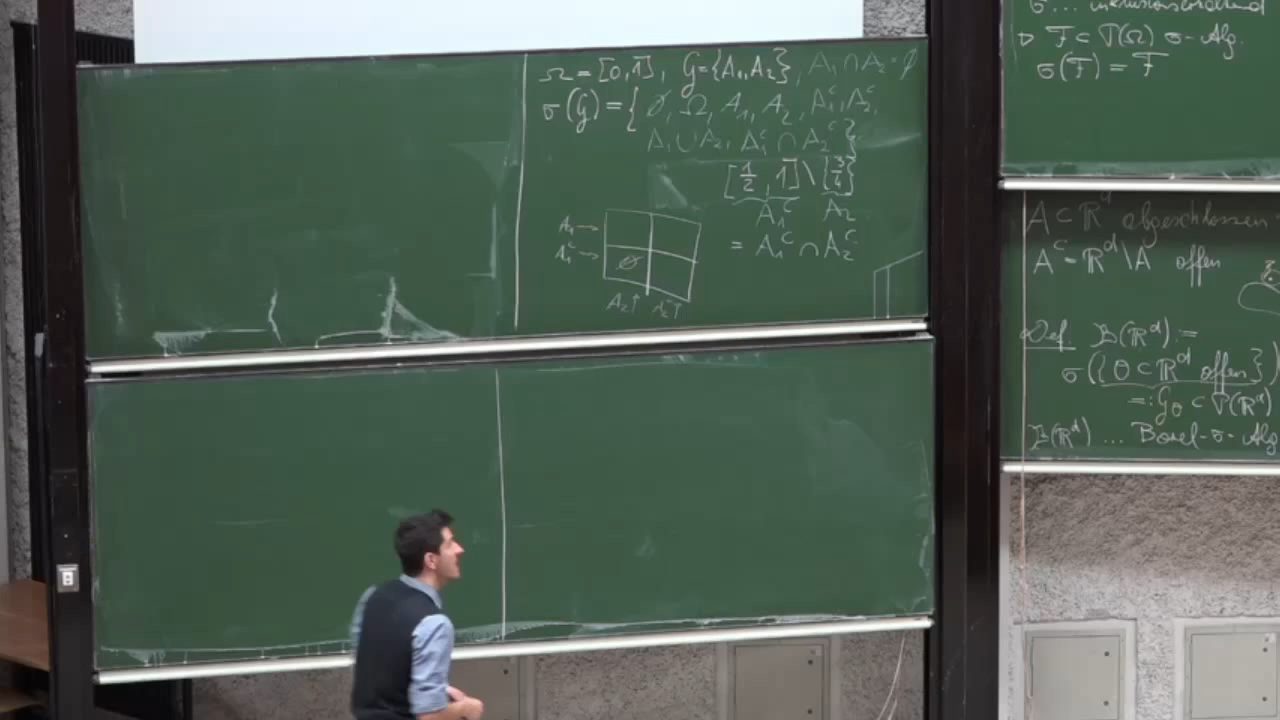 Ω = [0,1], G = {A₁,A₂}, A₁∩A₂=∅
σ(G) = { ∅, Ω, A₁, A₂, A₁ᶜ, A₂ᶜ,
A₁∪A₂, A₁ᶜ∩A₂ᶜ}
[1/2, 1] \ {3/4}
A₁ᶜ A₂
= A₁ᶜ∩A₂ᶜ
A₁ →
A₁ᶜ →
∅
A₂↑ A₂ᶜ↑
σ...
▷ F ⊂ P(Ω) σ-Alg.
σ(F) = F
A ⊂ ℝᵈ abgeschlossen
Aᶜ = ℝᵈ\A offen
Def. B(ℝᵈ) :=
σ({O ⊂ ℝᵈ offen})
=: G₀ ⊂ P(ℝᵈ)
B(ℝᵈ) ... Borel-σ-Alg